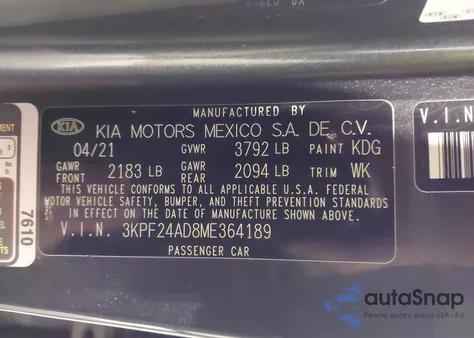 MANUFACTURED BY
KIA KIA MOTORS MEXICO S.A. DE C.V.
04/21 GVWR 3792 LB PAINT KDG
GAWR FRONT 2183 LB GAWR REAR 2094 LB TRIM WK
THIS VEHICLE CONFORMS TO ALL APPLICABLE U.S.A. FEDERAL
MOTOR VEHICLE SAFETY, BUMPER, AND THEFT PREVENTION STANDARDS
IN EFFECT ON THE DATE OF MANUFACTURE SHOWN ABOVE.
V.I.N. 3KPF24AD8ME364189
PASSENGER CAR
7610
V.I.N
autoSnap